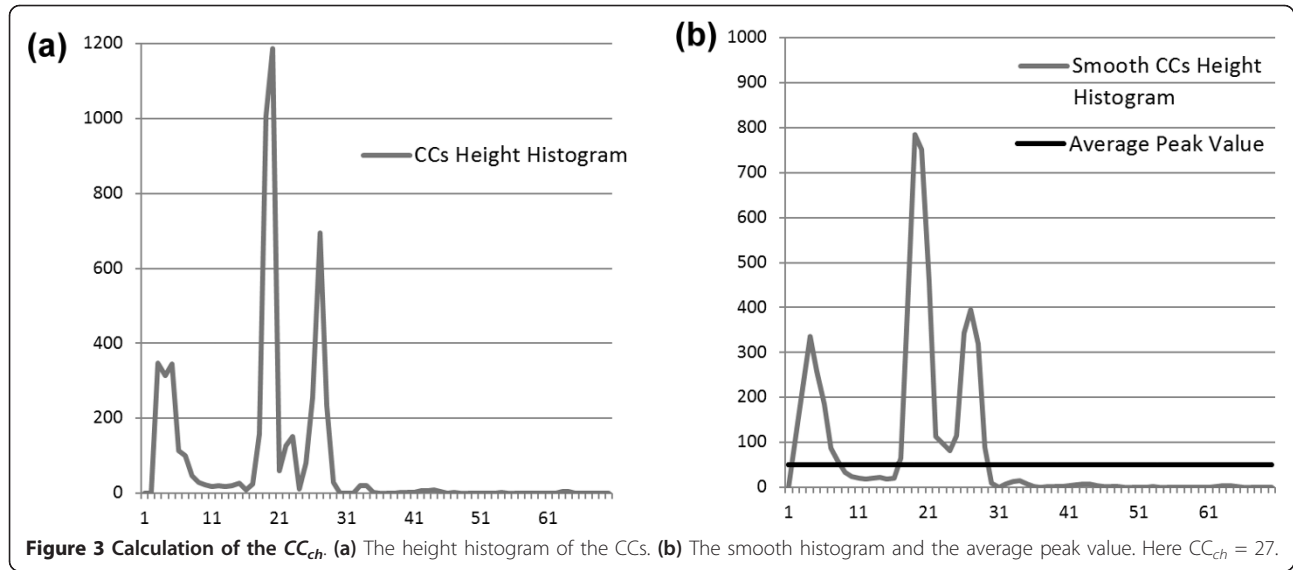 (a)
1200
1000
800
600
400
200
0
1 11 21 31 41 51 61
CCs Height Histogram
(b)
1000
900
800
700
600
500
400
300
200
100
0
1 11 21 31 41 51 61
Smooth CCs Height
Histogram
Average Peak Value
Figure 3 Calculation of the CC_ch. (a) The height histogram of the CCs. (b) The smooth histogram and the average peak value. Here CC_ch = 27.